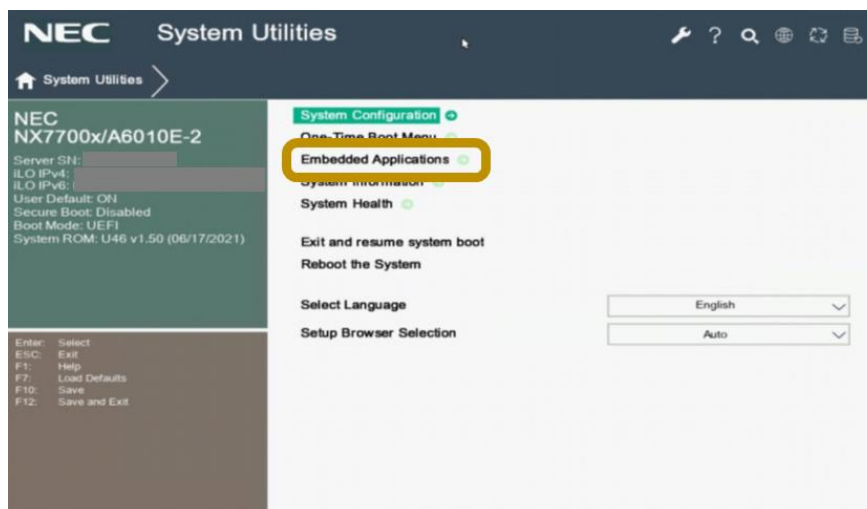 NEC System Utilities
System Utilities
NEC
NX7700x/A6010E-2
Server SN:
iLO IPv4:
iLO IPv6:
User Default: ON
Secure Boot: Disabled
Boot Mode: UEFI
System ROM: U46 v1.50 (06/17/2021)
Enter: Select
ESC: Exit
F1: Help
F7: Load Defaults
F10: Save
F12: Save and Exit
System Configuration
One-Time Boot Menu
Embedded Applications
System Information
System Health
Exit and resume system boot
Reboot the System
Select Language English
Setup Browser Selection Auto